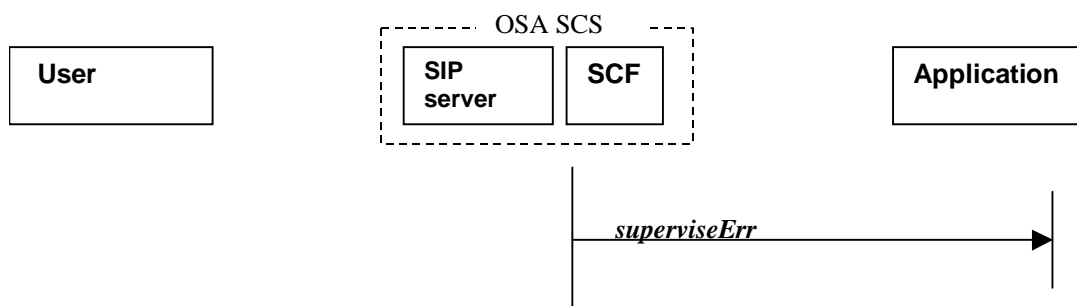 OSA SCS
User
SIP
server
SCF
Application
superviseErr